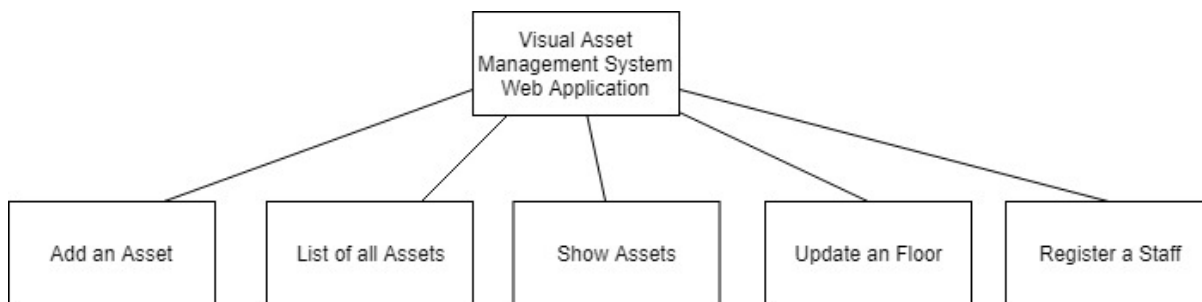 Visual Asset
Management System
Web Application
Add an Asset
List of all Assets
Show Assets
Update an Floor
Register a Staff